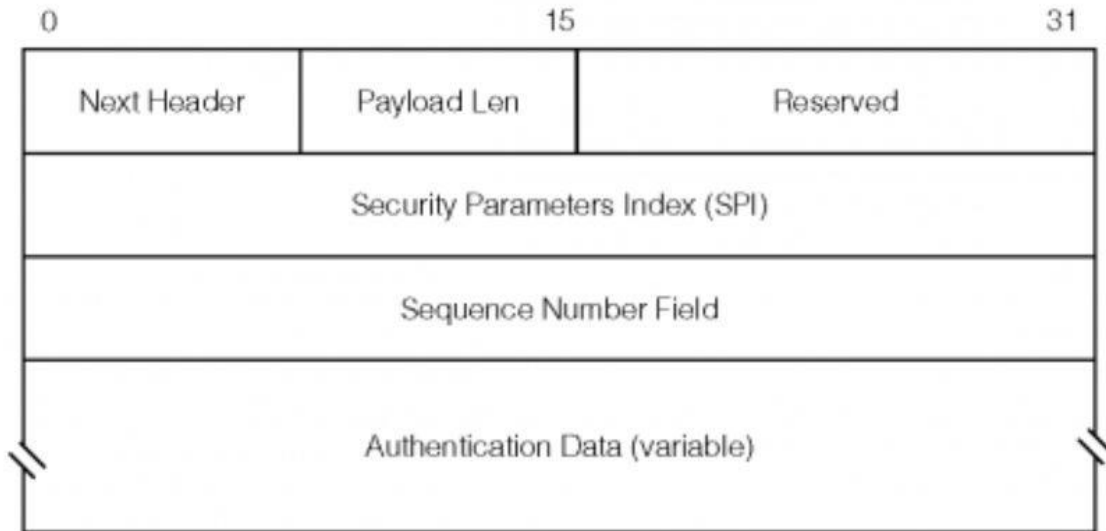 0 15 31
Next Header Payload Len Reserved
Security Parameters Index (SPI)
Sequence Number Field
Authentication Data (variable)